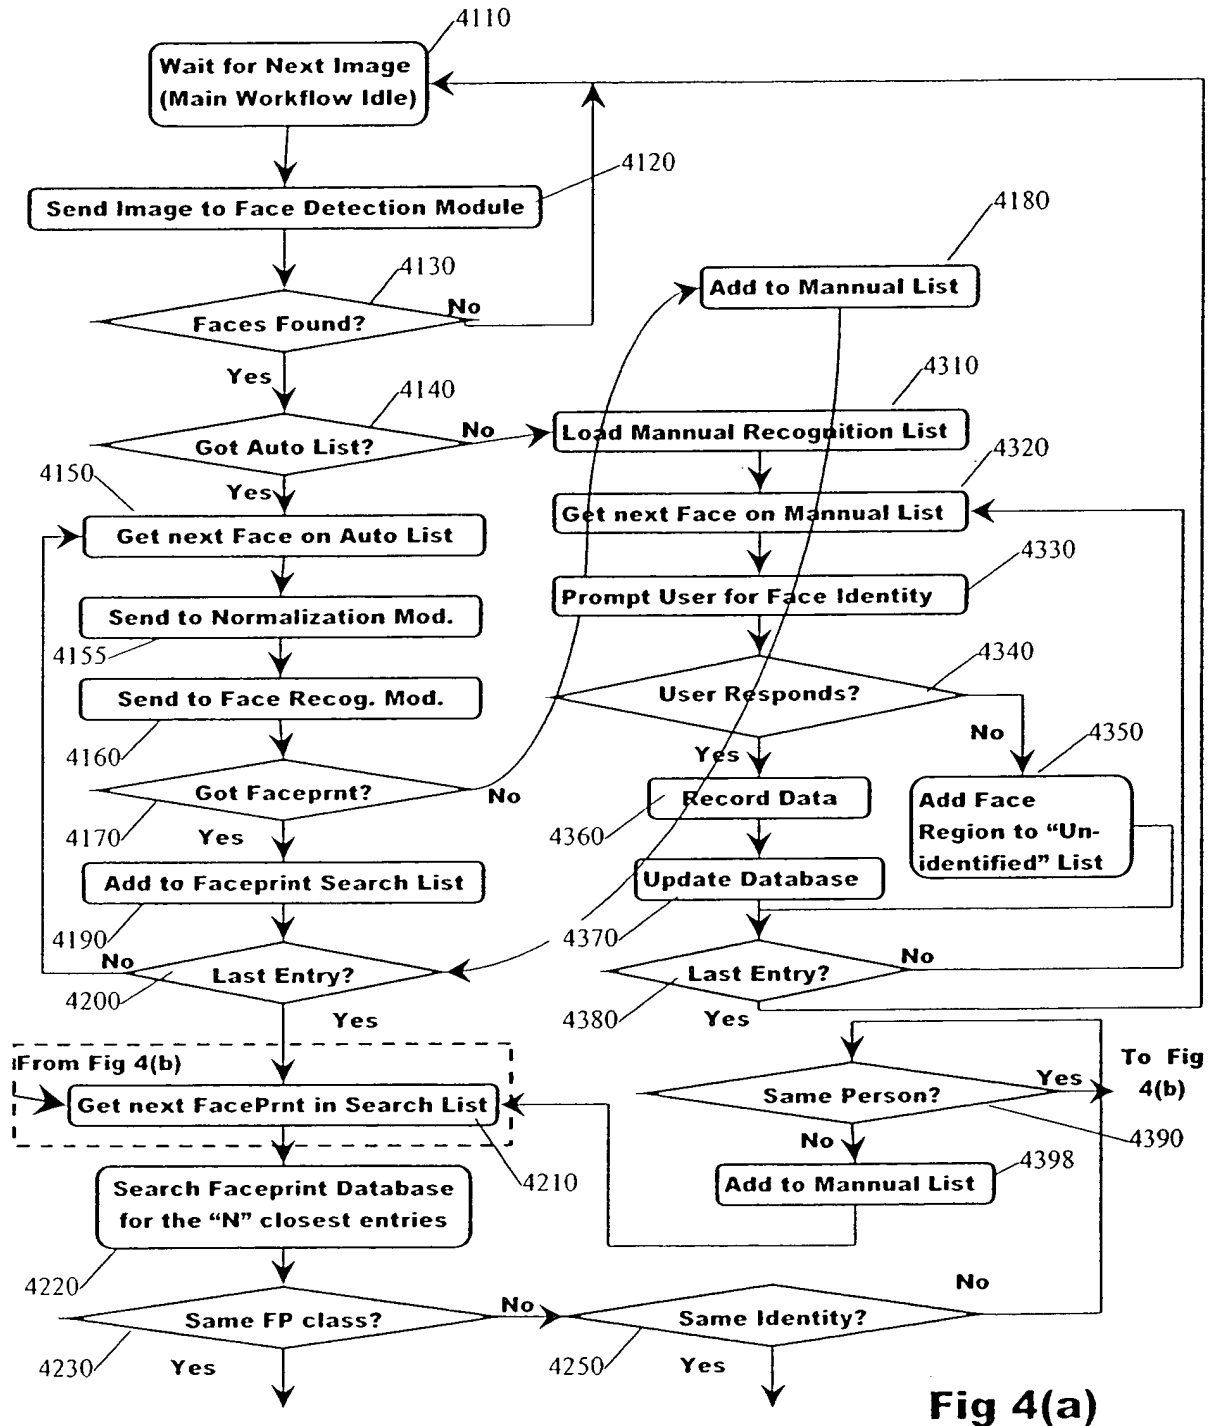 4110
Wait for Next Image
(Main Workflow Idle)
4120
Send Image to Face Detection Module
4180
4130
Add to Mannual List
No
Faces Found?
Yes
4140
4310
No
Load Mannual Recognition List
Got Auto List?
4150
Yes
4320
Get next Face on Auto List
Get next Face on Mannual List
4330
Send to Normalization Mod.
Prompt User for Face Identity
4155
4340
Send to Face Recog. Mod.
User Responds?
4160
No
4350
Yes
Got Faceprnt?
No
Record Data
Add Face
Region to “Un-
identified” List
4170
Yes
4360
Add to Faceprint Search List
Update Database
4190
4370
No
Last Entry?
Last Entry?
No
4200
Yes
4380
Yes
From Fig 4(b)
To Fig
4(b)
Get next FacePrnt in Search List
Same Person?
Yes
4390
No
4210
4398
Search Faceprint Database
for the “N” closest entries
Add to Mannual List
4220
No
Same FP class?
No
Same Identity?
4230
Yes
4250
Yes
Fig 4(a)